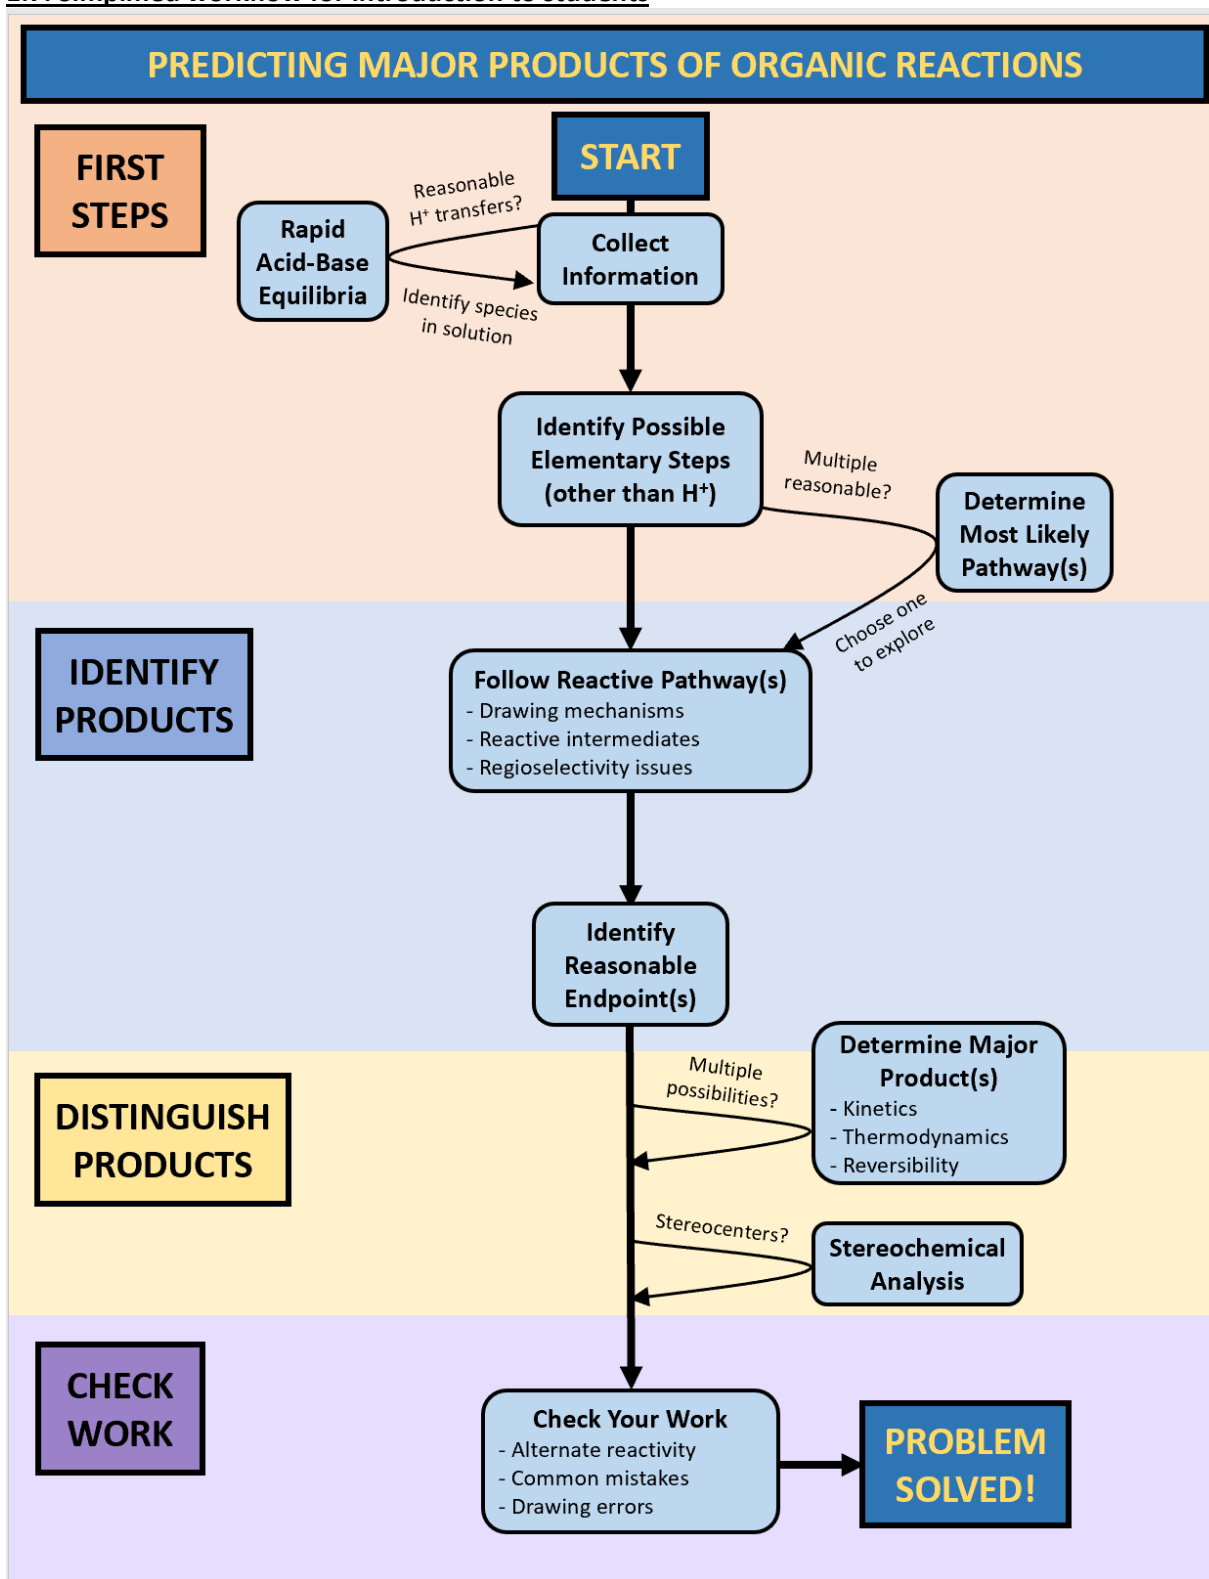 PREDICTING MAJOR PRODUCTS OF ORGANIC REACTIONS
FIRST
STEPS
START
Reasonable
H⁺ transfers?
Rapid
Acid-Base
Equilibria
Collect
Information
Identify species
in solution
Identify Possible
Elementary Steps
(other than H⁺)
Multiple
reasonable?
Determine
Most Likely
Pathway(s)
Choose one
to explore
IDENTIFY
PRODUCTS
Follow Reactive Pathway(s)
- Drawing mechanisms
- Reactive intermediates
- Regioselectivity issues
Identify
Reasonable
Endpoint(s)
DISTINGUISH
PRODUCTS
Multiple
possibilities?
Determine Major
Product(s)
- Kinetics
- Thermodynamics
- Reversibility
Stereocenters?
Stereochemical
Analysis
CHECK
WORK
Check Your Work
- Alternate reactivity
- Common mistakes
- Drawing errors
PROBLEM
SOLVED!